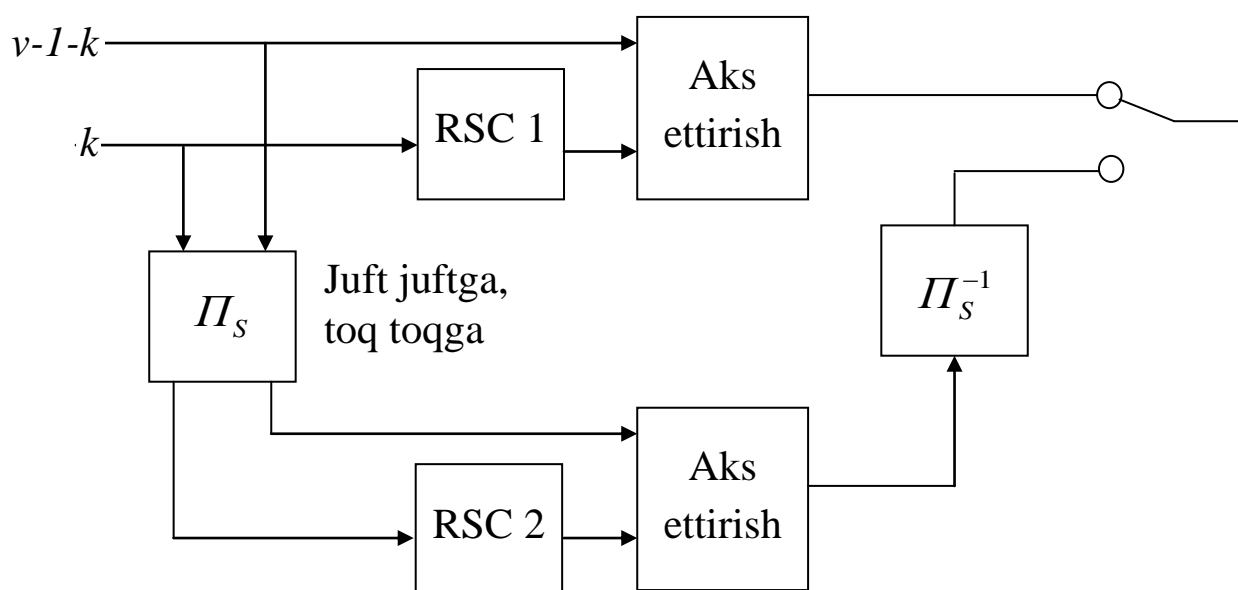 v-1-k
k
RSC 1
Aks
ettirish
Π_S
Juft juftga,
toq toqga
Π_S^{-1}
RSC 2
Aks
ettirish